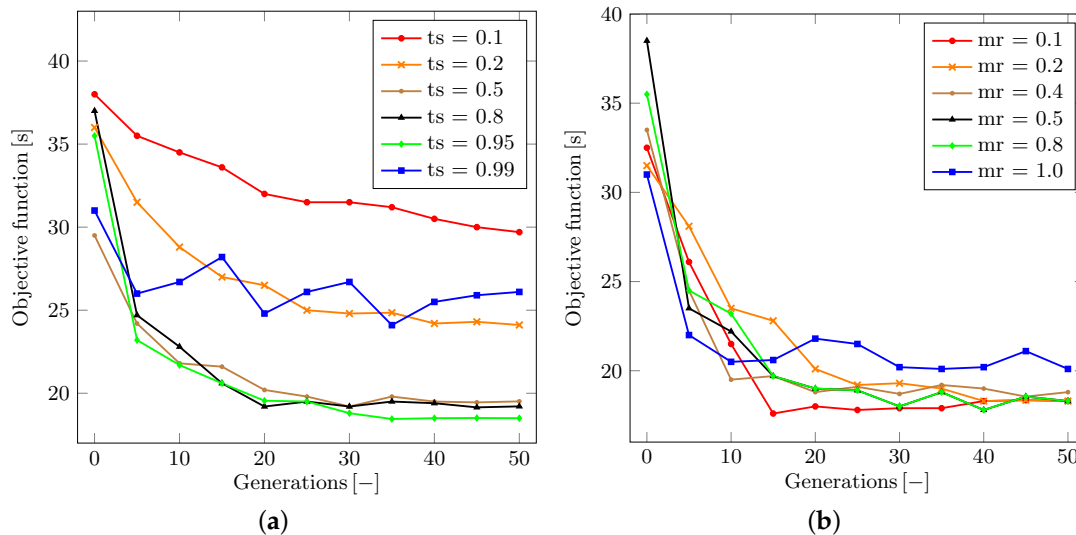 40
35
30
25
20
Objective function [s]
0
10
20
30
40
50
Generations [−]
ts = 0.1
ts = 0.2
ts = 0.5
ts = 0.8
ts = 0.95
ts = 0.99
(a)
40
35
30
25
20
Objective function [s]
0
10
20
30
40
50
Generations [−]
mr = 0.1
mr = 0.2
mr = 0.4
mr = 0.5
mr = 0.8
mr = 1.0
(b)